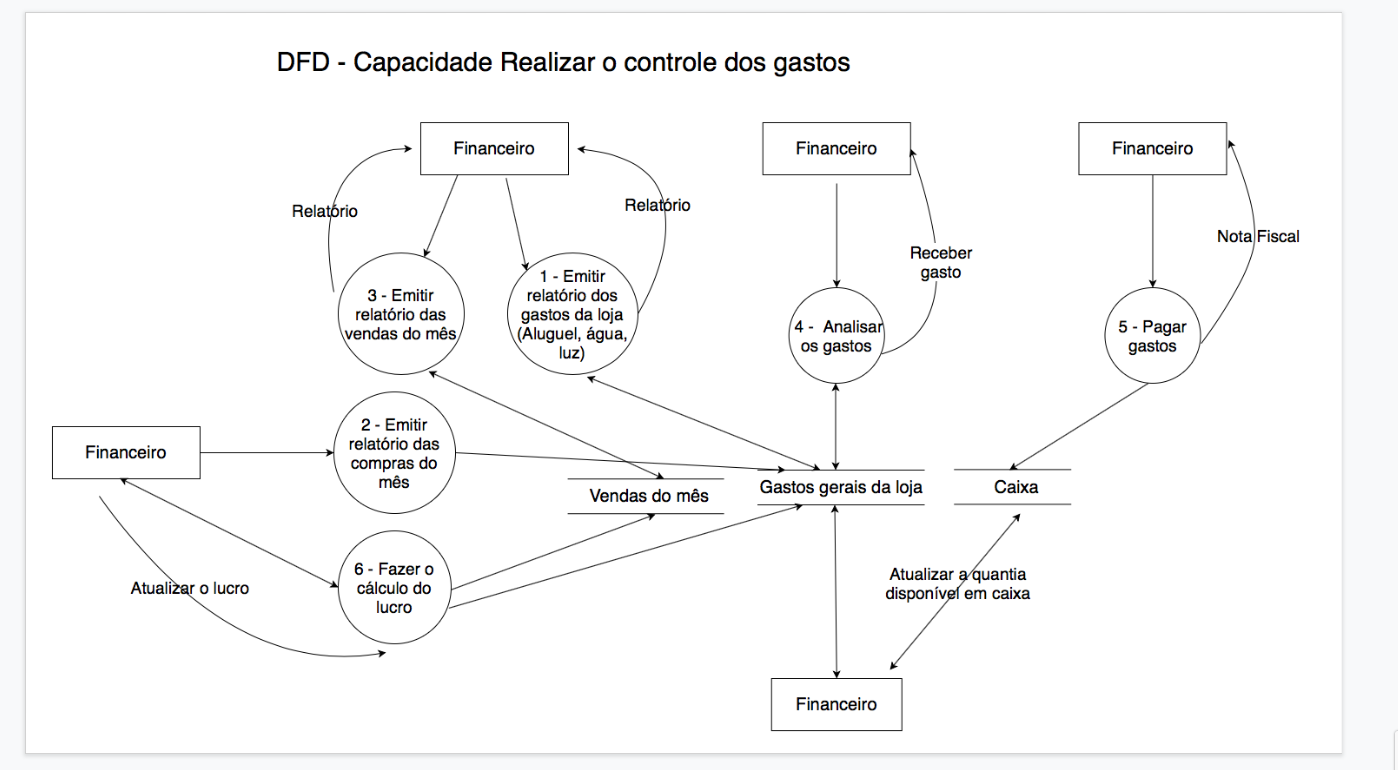 DFD - Capacidade Realizar o controle dos gastos
Financeiro
Financeiro
Financeiro
Relatório
Relatório
Nota Fiscal
Receber
gasto
3 - Emitir
relatório das
vendas do mês
1 - Emitir
relatório dos
gastos da loja
(Aluguel, água,
luz)
4 - Analisar
os gastos
5 - Pagar
gastos
Financeiro
2 - Emitir
relatório das
compras do
mês
Vendas do mês
Gastos gerais da loja
Caixa
6 - Fazer o
cálculo do
lucro
Atualizar o lucro
Atualizar a quantia
disponível em caixa
Financeiro